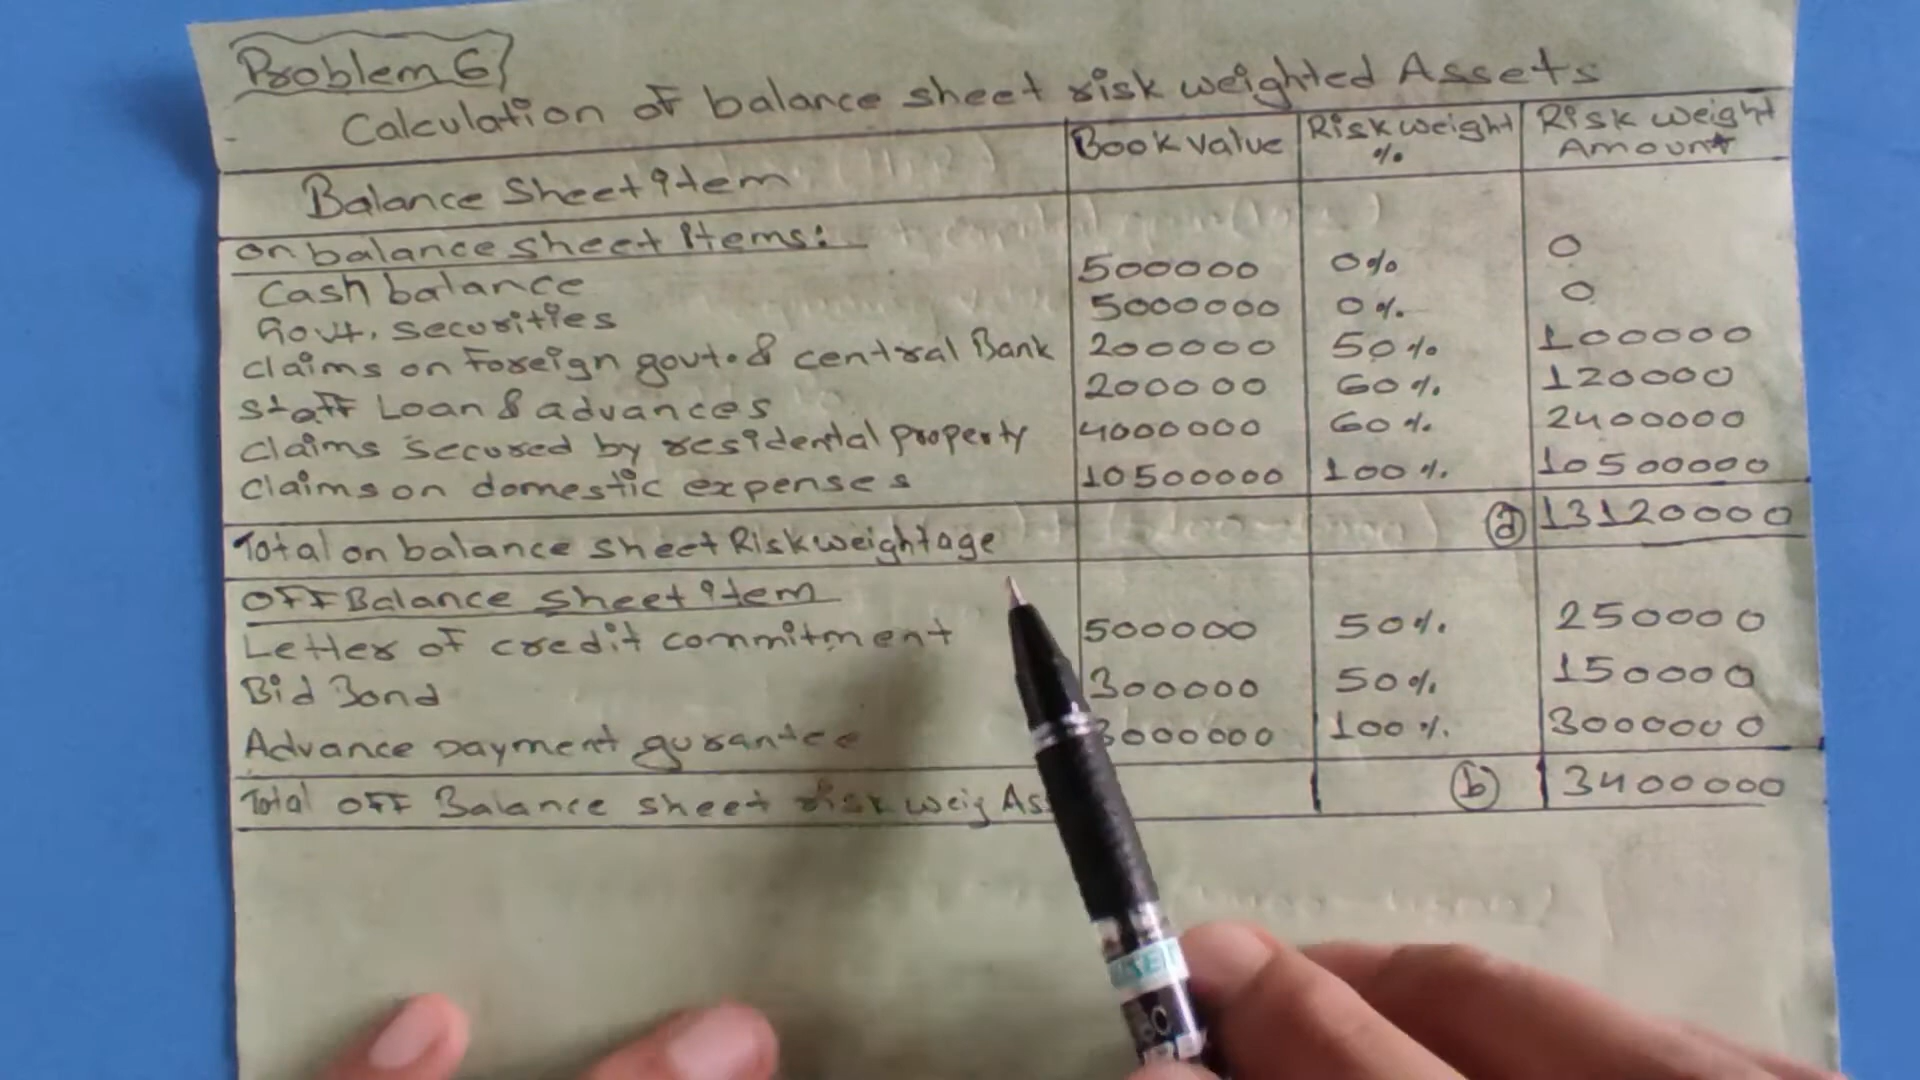 Problem 6
Calculation of balance sheet risk weighted Assets
Balance Sheet item | Book Value | Risk weight % | Risk weight Amount
on balance sheet items:
Cash balance 500000 0% 0
Govt. securities 5000000 0% 0
claims on foreign govt. & central Bank 200000 50% 100000
staff Loan & advances 200000 60% 120000
claims secured by residental property 4000000 60% 2400000
claims on domestic expenses 10500000 100% 10500000
Total on balance sheet Risk weightage (a) 13120000
OFF Balance sheet item
Letter of credit commitment 500000 50% 250000
Bid Bond 300000 50% 150000
Advance payment gurantee 3000000 100% 3000000
Total OFF Balance sheet risk weig Ass (b) 3400000